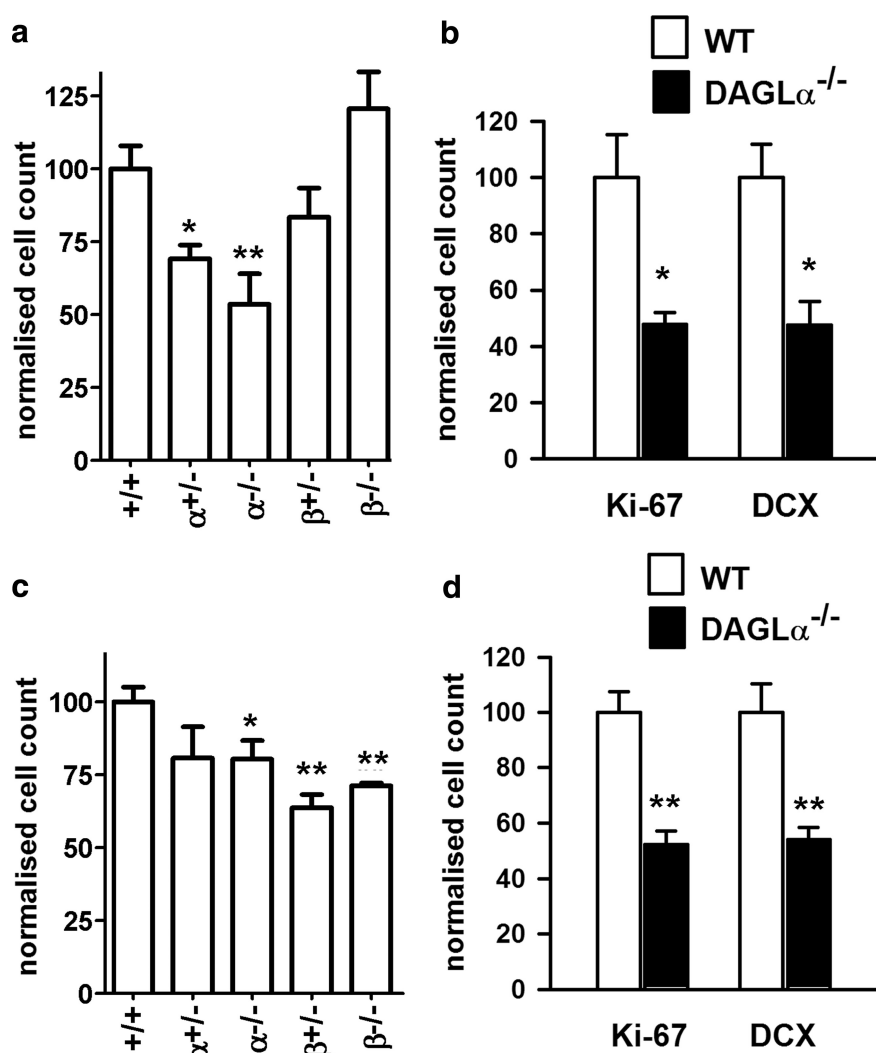 a
normalised cell count
125
100
75
50
25
0
*
**
+/+
α+/-
α-/-
β+/-
β-/-
b
WT
DAGLα-/-
normalised cell count
120
100
80
60
40
20
0
*
*
Ki-67
DCX
c
normalised cell count
100
75
50
25
0
*
**
**
+/+
α+/-
α-/-
β+/-
β-/-
d
WT
DAGLα-/-
normalised cell count
120
100
80
60
40
20
0
**
**
Ki-67
DCX